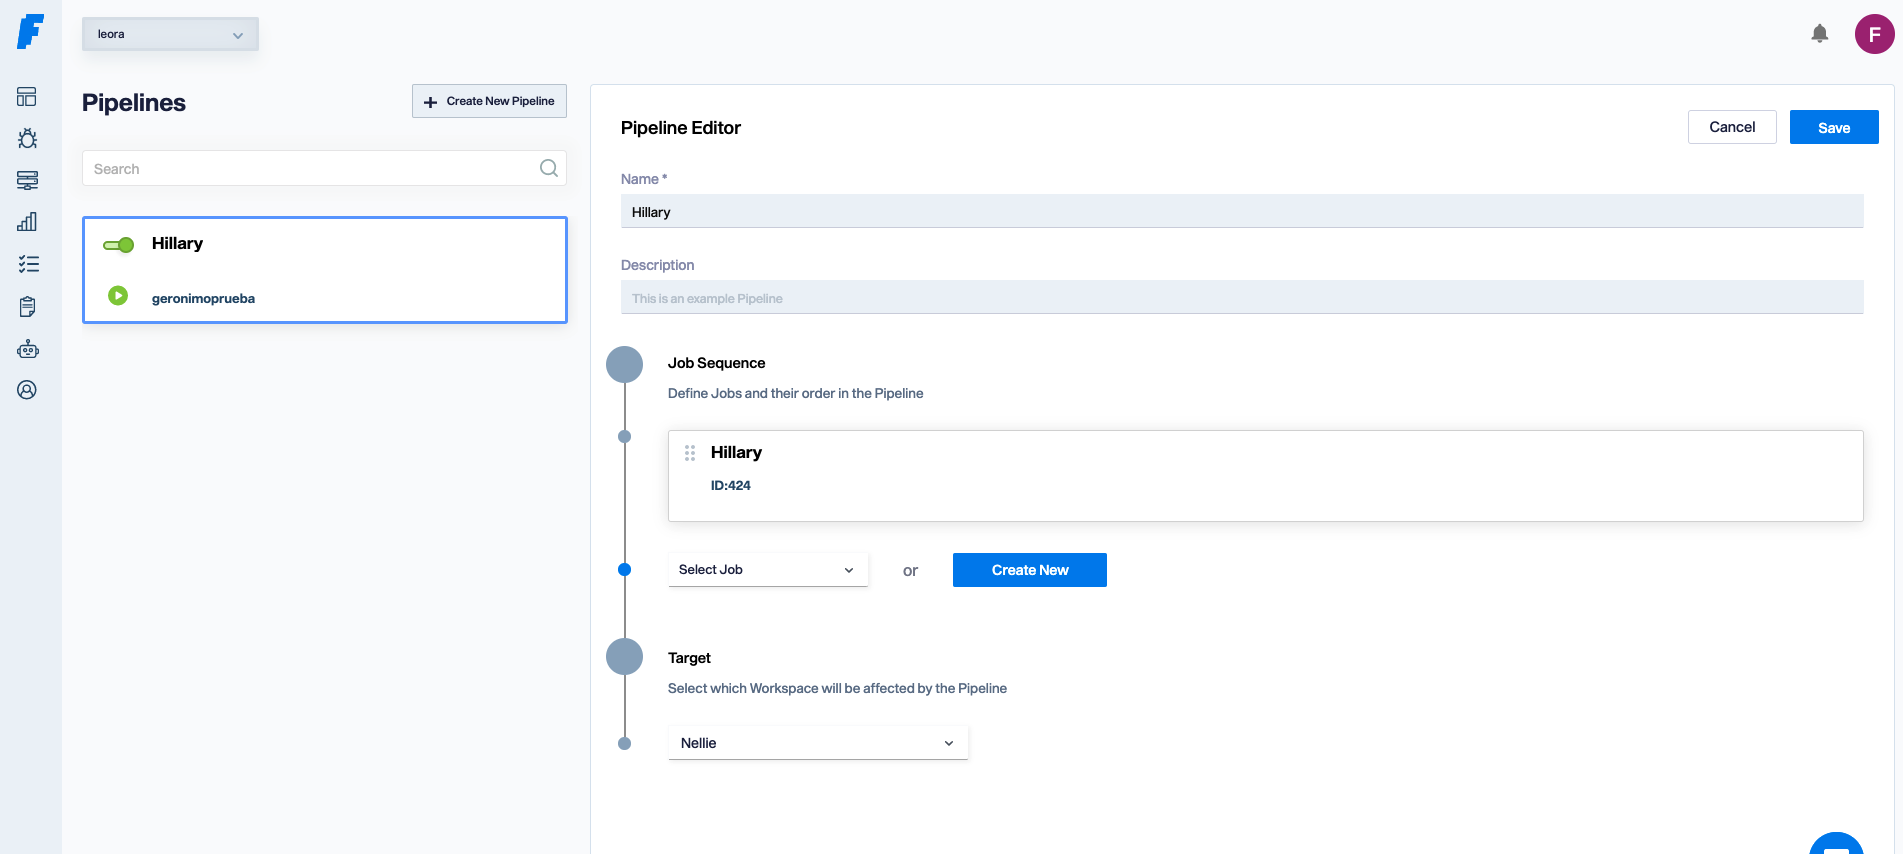 leora
F
Pipelines
Create New Pipeline
Search
Hillary
geronimoprueba
Pipeline Editor
Cancel
Save
Name *
Hillary
Description
This is an example Pipeline
Job Sequence
Define Jobs and their order in the Pipeline
Hillary
ID:424
Select Job
or
Create New
Target
Select which Workspace will be affected by the Pipeline
Nellie